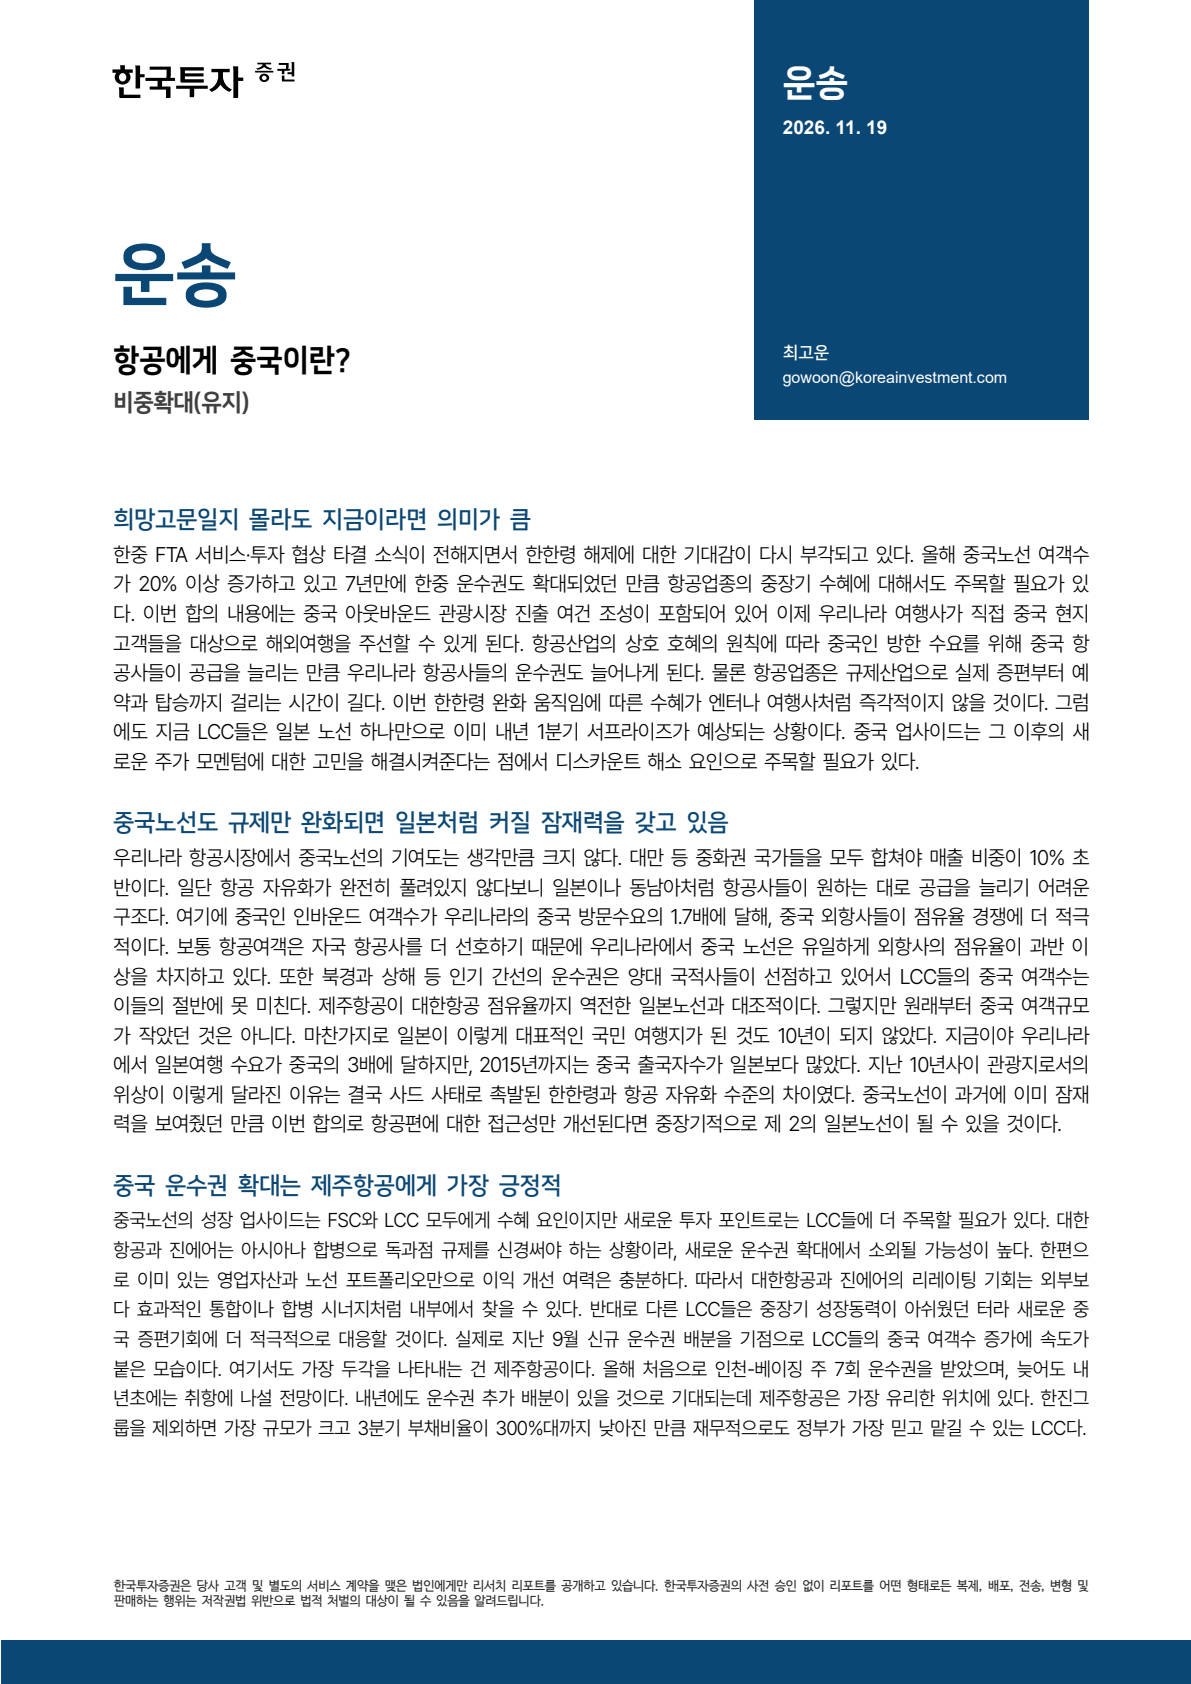 한국투자 증권
운송
2026. 11. 19
운송
항공에게 중국이란?
비중확대(유지)
최고운
gowoon@koreainvestment.com
희망고문일지 몰라도 지금이라면 의미가 큼
한중 FTA 서비스·투자 협상 타결 소식이 전해지면서 한한령 해제에 대한 기대감이 다시 부각되고 있다. 올해 중국노선 여객수
가 20% 이상 증가하고 있고 7년만에 한중 운수권도 확대되었던 만큼 항공업종의 중장기 수혜에 대해서도 주목할 필요가 있
다. 이번 합의 내용에는 중국 아웃바운드 관광시장 진출 여건 조성이 포함되어 있어 이제 우리나라 여행사가 직접 중국 현지
고객들을 대상으로 해외여행을 주선할 수 있게 된다. 항공산업의 상호 호혜의 원칙에 따라 중국인 방한 수요를 위해 중국 항
공사들이 공급을 늘리는 만큼 우리나라 항공사들의 운수권도 늘어나게 된다. 물론 항공업종은 규제산업으로 실제 증편부터 예
약과 탑승까지 걸리는 시간이 길다. 이번 한한령 완화 움직임에 따른 수혜가 엔터나 여행사처럼 즉각적이지 않을 것이다. 그럼
에도 지금 LCC들은 일본 노선 하나만으로 이미 내년 1분기 서프라이즈가 예상되는 상황이다. 중국 업사이드는 그 이후의 새
로운 주가 모멘텀에 대한 고민을 해결시켜준다는 점에서 디스카운트 해소 요인으로 주목할 필요가 있다.
중국노선도 규제만 완화되면 일본처럼 커질 잠재력을 갖고 있음
우리나라 항공시장에서 중국노선의 기여도는 생각만큼 크지 않다. 대만 등 중화권 국가들을 모두 합쳐야 매출 비중이 10% 초
반이다. 일단 항공 자유화가 완전히 풀려있지 않다보니 일본이나 동남아처럼 항공사들이 원하는 대로 공급을 늘리기 어려운
구조다. 여기에 중국인 인바운드 여객수가 우리나라의 중국 방문수요의 1.7배에 달해, 중국 외항사들이 점유율 경쟁에 더 적극
적이다. 보통 항공여객은 자국 항공사를 더 선호하기 때문에 우리나라에서 중국 노선은 유일하게 외항사의 점유율이 과반 이
상을 차지하고 있다. 또한 북경과 상해 등 인기 간선의 운수권은 양대 국적사들이 선점하고 있어서 LCC들의 중국 여객수는
이들의 절반에 못 미친다. 제주항공이 대한항공 점유율까지 역전한 일본노선과 대조적이다. 그렇지만 원래부터 중국 여객규모
가 작았던 것은 아니다. 마찬가지로 일본이 이렇게 대표적인 국민 여행지가 된 것도 10년이 되지 않았다. 지금이야 우리나라
에서 일본여행 수요가 중국의 3배에 달하지만, 2015년까지는 중국 출국자수가 일본보다 많았다. 지난 10년사이 관광지로서의
위상이 이렇게 달라진 이유는 결국 사드 사태로 촉발된 한한령과 항공 자유화 수준의 차이였다. 중국노선이 과거에 이미 잠재
력을 보여줬던 만큼 이번 합의로 항공편에 대한 접근성만 개선된다면 중장기적으로 제 2의 일본노선이 될 수 있을 것이다.
중국 운수권 확대는 제주항공에게 가장 긍정적
중국노선의 성장 업사이드는 FSC와 LCC 모두에게 수혜 요인이지만 새로운 투자 포인트로는 LCC들에 더 주목할 필요가 있다. 대한
항공과 진에어는 아시아나 합병으로 독과점 규제를 신경써야 하는 상황이라, 새로운 운수권 확대에서 소외될 가능성이 높다. 한편으
로 이미 있는 영업자산과 노선 포트폴리오만으로 이익 개선 여력은 충분하다. 따라서 대한항공과 진에어의 리레이팅 기회는 외부보
다 효과적인 통합이나 합병 시너지처럼 내부에서 찾을 수 있다. 반대로 다른 LCC들은 중장기 성장동력이 아쉬웠던 터라 새로운 중
국 증편기회에 더 적극적으로 대응할 것이다. 실제로 지난 9월 신규 운수권 배분을 기점으로 LCC들의 중국 여객수 증가에 속도가
붙은 모습이다. 여기서도 가장 두각을 나타내는 건 제주항공이다. 올해 처음으로 인천-베이징 주 7회 운수권을 받았으며, 늦어도 내
년초에는 취항에 나설 전망이다. 내년에도 운수권 추가 배분이 있을 것으로 기대되는데 제주항공은 가장 유리한 위치에 있다. 한진그
룹을 제외하면 가장 규모가 크고 3분기 부채비율이 300%대까지 낮아진 만큼 재무적으로도 정부가 가장 믿고 맡길 수 있는 LCC다.
한국투자증권은 당사 고객 및 별도의 서비스 계약을 맺은 법인에게만 리서치 리포트를 공개하고 있습니다. 한국투자증권의 사전 승인 없이 리포트를 어떤 형태로든 복제, 배포, 전송, 변형 및
판매하는 행위는 저작권법 위반으로 법적 처벌의 대상이 될 수 있음을 알려드립니다.